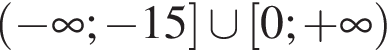 (−∞; −15] ∪ [0; +∞)